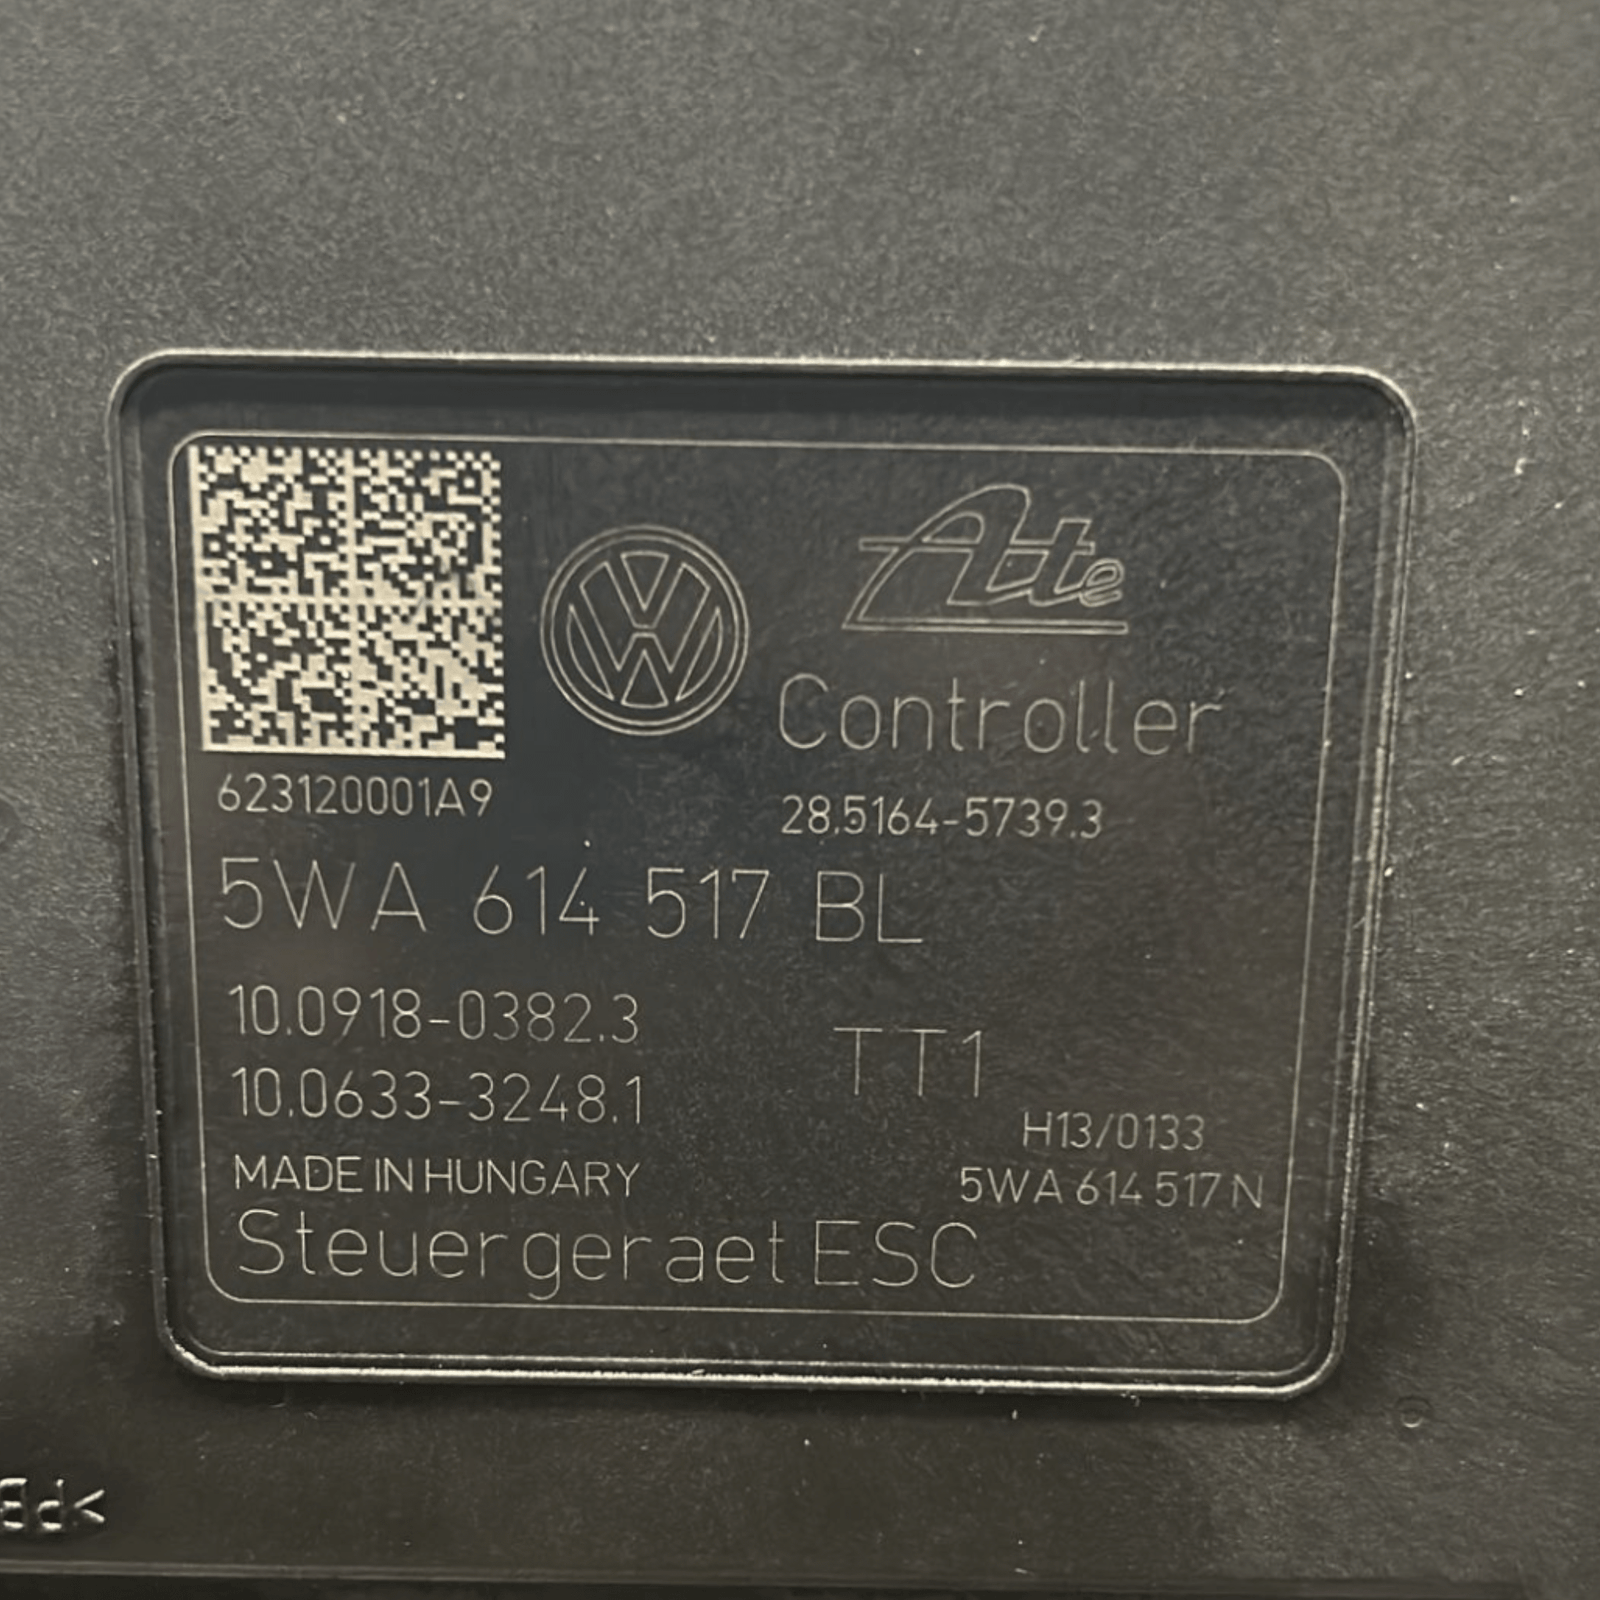 Ate
Controller
623120001A9
28.5164-5739.3
5WA 614 517 BL
10.0918-0382.3
TT1
10.0633-3248.1
H13/0133
MADE IN HUNGARY
5WA 614 517 N
Steuergeraet ESC
>PB